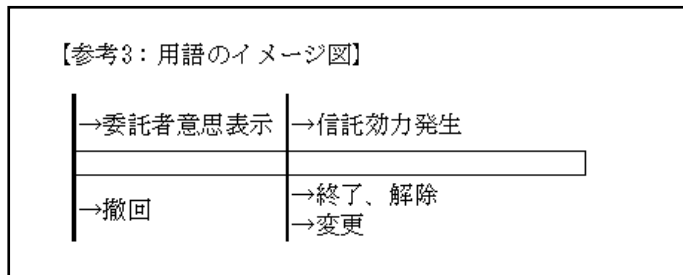 【参考3：用語のイメージ図】
→委託者意思表示
→信託効力発生
→撤回
→終了、解除
→変更